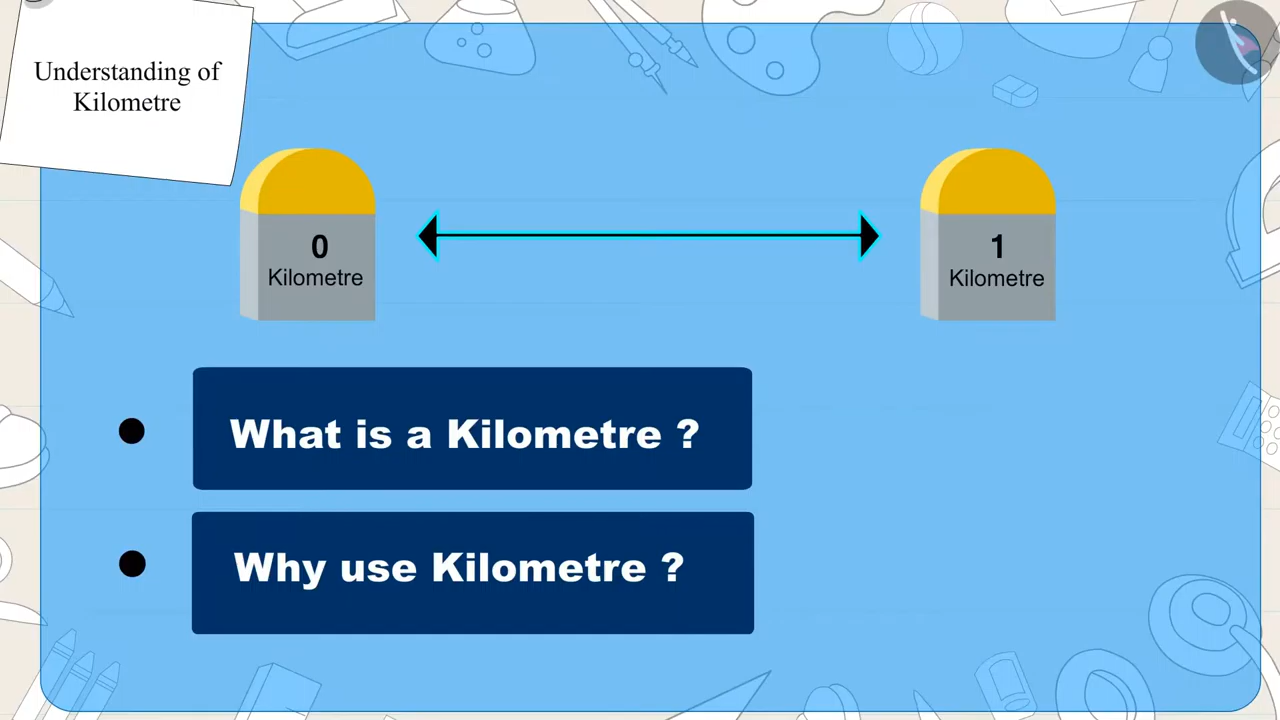 Understanding of
Kilometre
0
Kilometre
1
Kilometre
What is a Kilometre ?
Why use Kilometre ?